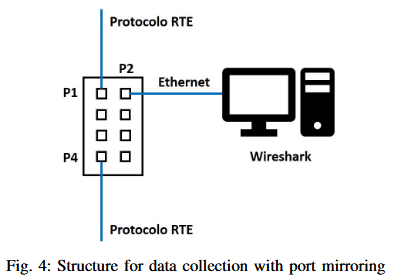 Protocolo RTE
P2
Ethernet
P1
P4
Wireshark
Protocolo RTE
Fig. 4: Structure for data collection with port mirroring